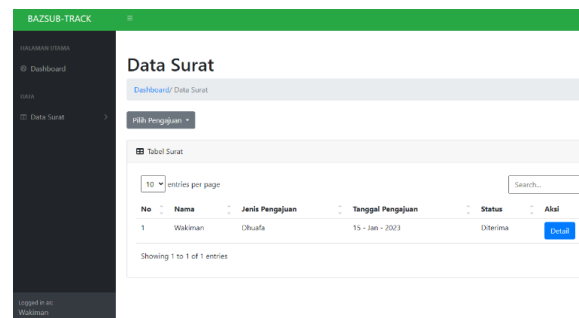 BAZSUB-TRACK
HALAMAN UTAMA
Dashboard
DATA
Data Surat
Data Surat
Dashboard/ Data Surat
Pilih Pengajuan
Tabel Surat
10 entries per page
Search...
No Nama Jenis Pengajuan Tanggal Pengajuan Status Aksi
1 Wakiman Dhuafa 15 - Jan - 2023 Diterima Detail
Showing 1 to 1 of 1 entries
Logged in as:
Wakiman